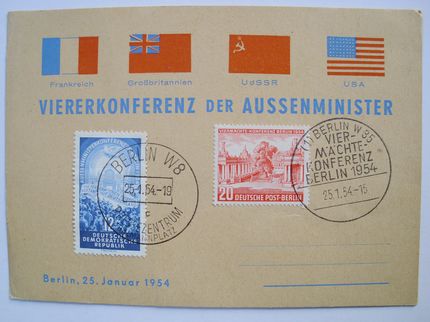 Frankreich Großbritannien UdSSR USA
VIERERKONFERENZ DER AUSSENMINISTER
BERLIN W8
25.1.54-19
c
DEUTSCHE
DEMOKRATISCHE
REPUBLIK
VIERMÄCHTE-KONFERENZ BERLIN 1954
20 DEUTSCHE POST-BERLIN
(1) BERLIN W 35
VIER-
MÄCHTE-
KONFERENZ
BERLIN 1954
25.1.54-15
Berlin, 25. Januar 1954